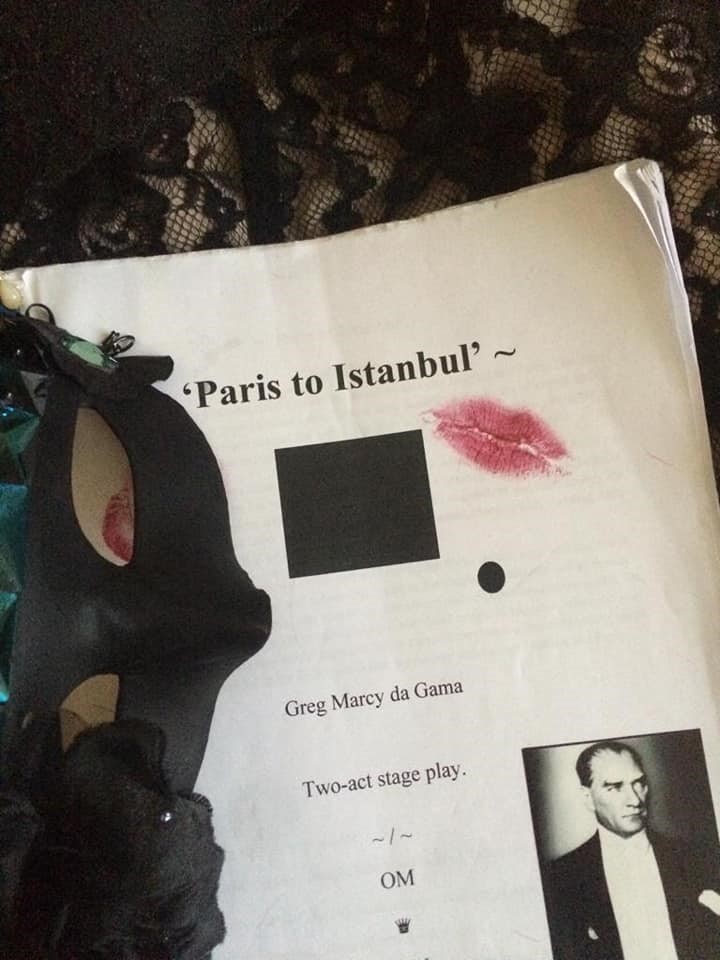 ‘Paris to Istanbul’ ~
Greg Marcy da Gama
Two-act stage play.
~/~
OM
♛